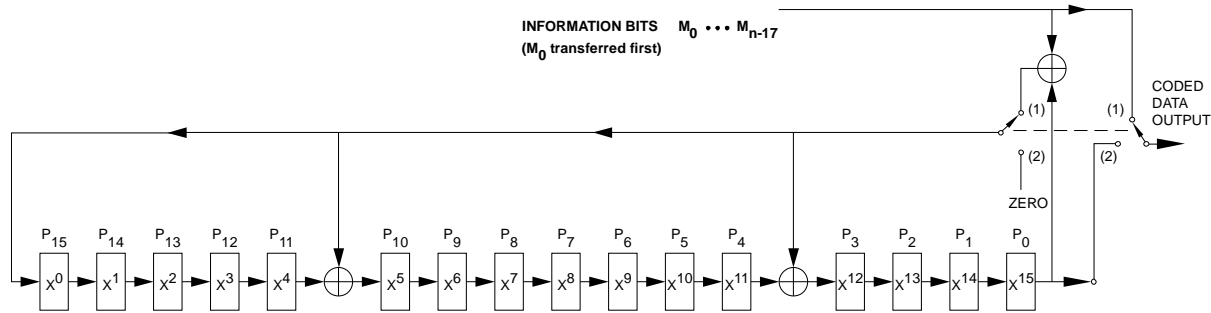 INFORMATION BITS M0 ••• Mn-17
(M0 transferred first)
CODED
DATA
OUTPUT
(1)
(1)
(2)
(2)
ZERO
P15 P14 P13 P12 P11 P10 P9 P8 P7 P6 P5 P4 P3 P2 P1 P0
X0 X1 X2 X3 X4 X5 X6 X7 X8 X9 X10 X11 X12 X13 X14 X15